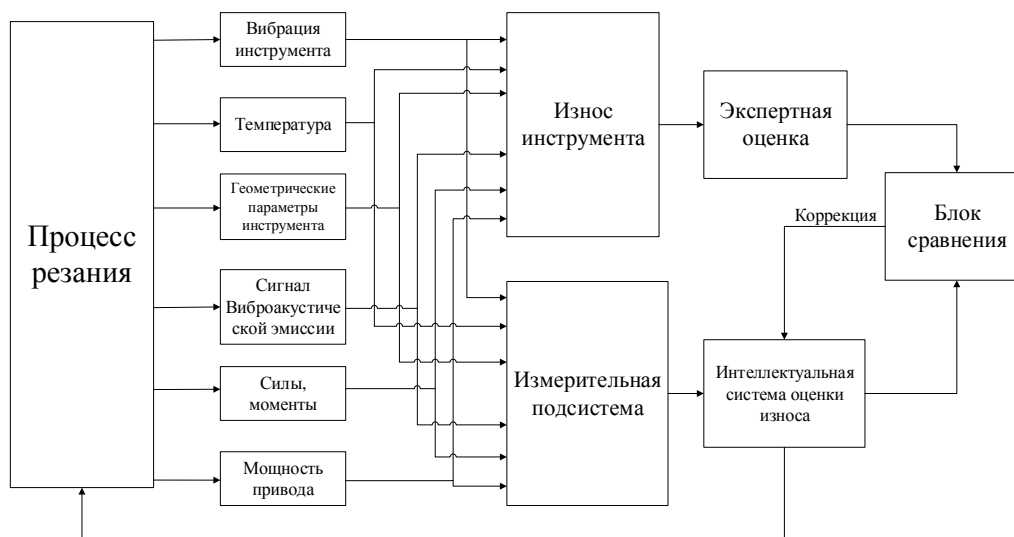 Процесс
резания
Вибрация
инструмента
Температура
Геометрические
параметры
инструмента
Сигнал
Виброакустиче
ской эмиссии
Силы,
моменты
Мощность
привода
Износ
инструмента
Измерительная
подсистема
Экспертная
оценка
Блок
сравнения
Коррекция
Интеллектуальная
система оценки
износа